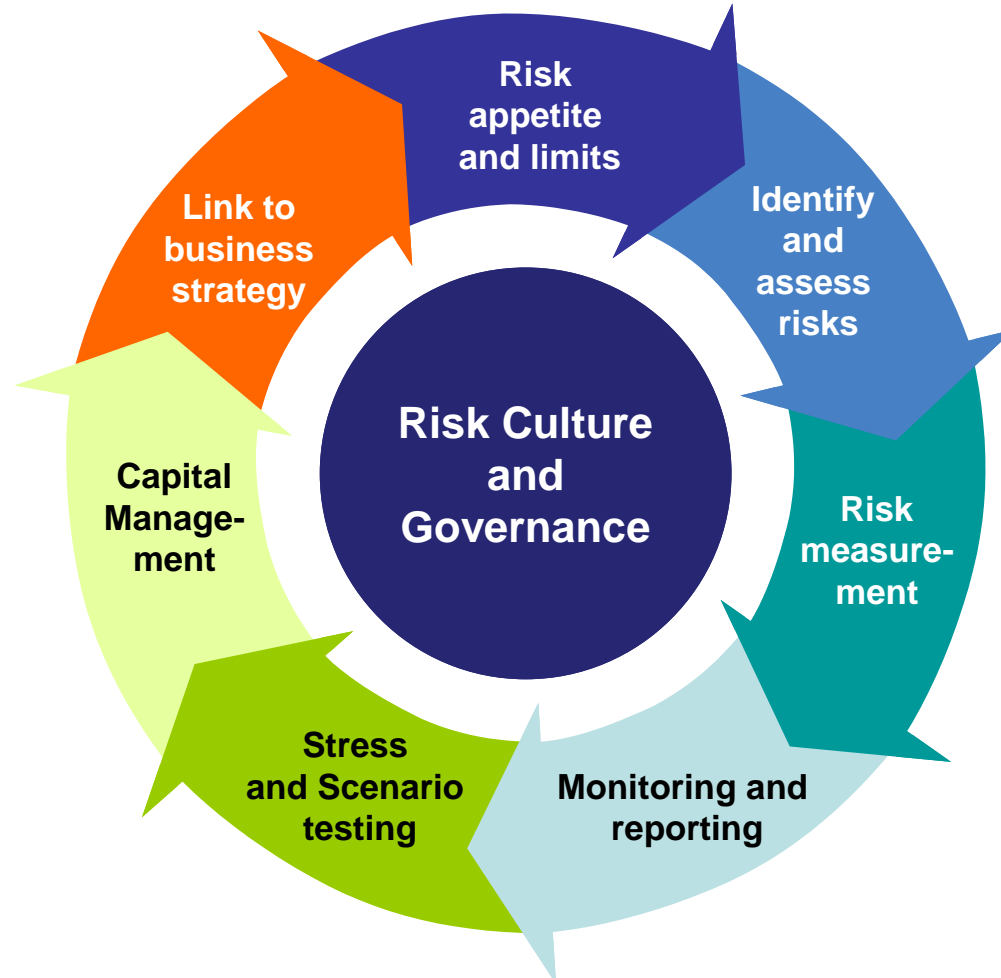 Risk
appetite
and limits
Identify
and
assess
risks
Risk
measure-
ment
Monitoring and
reporting
Stress
and Scenario
testing
Capital
Manage-
ment
Link to
business
strategy
Risk Culture
and
Governance